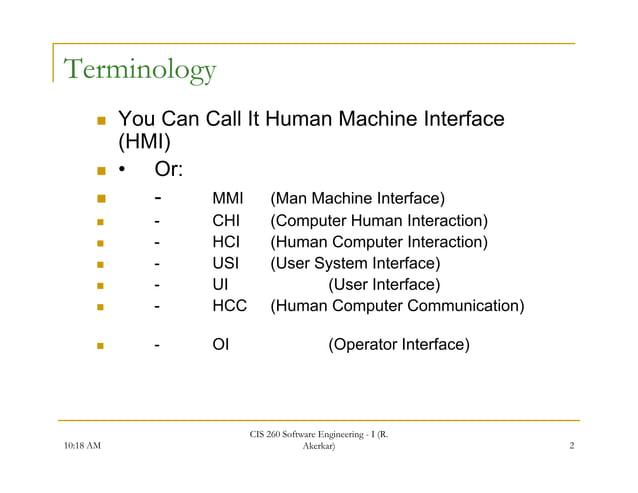 Terminology
You Can Call It Human Machine Interface
(HMI)
• Or:
- MMI (Man Machine Interface)
- CHI (Computer Human Interaction)
- HCI (Human Computer Interaction)
- USI (User System Interface)
- UI (User Interface)
- HCC (Human Computer Communication)
- OI (Operator Interface)
10:18 AM
CIS 260 Software Engineering - I (R.
Akerkar)
2